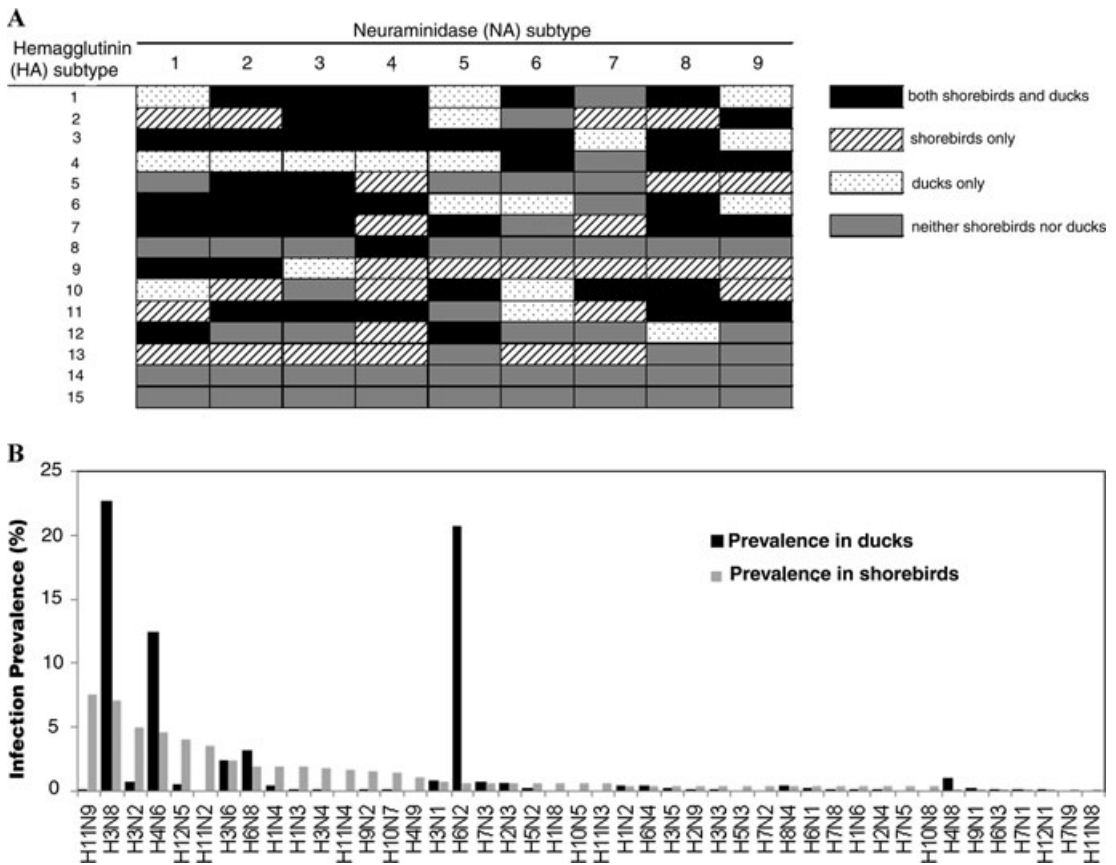 A
Neuraminidase (NA) subtype
Hemagglutinin
(HA) subtype
1 2 3 4 5 6 7 8 9
1
2
3
4
5
6
7
8
9
10
11
12
13
14
15
both shorebirds and ducks
shorebirds only
ducks only
neither shorebirds nor ducks
B
Infection Prevalence (%)
25
20
15
10
5
0
Prevalence in ducks
Prevalence in shorebirds
H11N9
H3N8
H3N2
H4N6
H12N5
H11N2
H3N6
H6N8
H1N4
H1N3
H3N4
H11N4
H9N2
H10N7
H4N9
H3N1
H6N2
H7N3
H2N3
H5N2
H1N8
H10N5
H11N3
H1N2
H6N4
H3N5
H2N9
H3N3
H5N3
H7N2
H8N4
H6N1
H7N8
H1N6
H2N4
H7N5
H10N8
H4N8
H9N1
H6N3
H7N1
H12N1
H7N9
H11N8